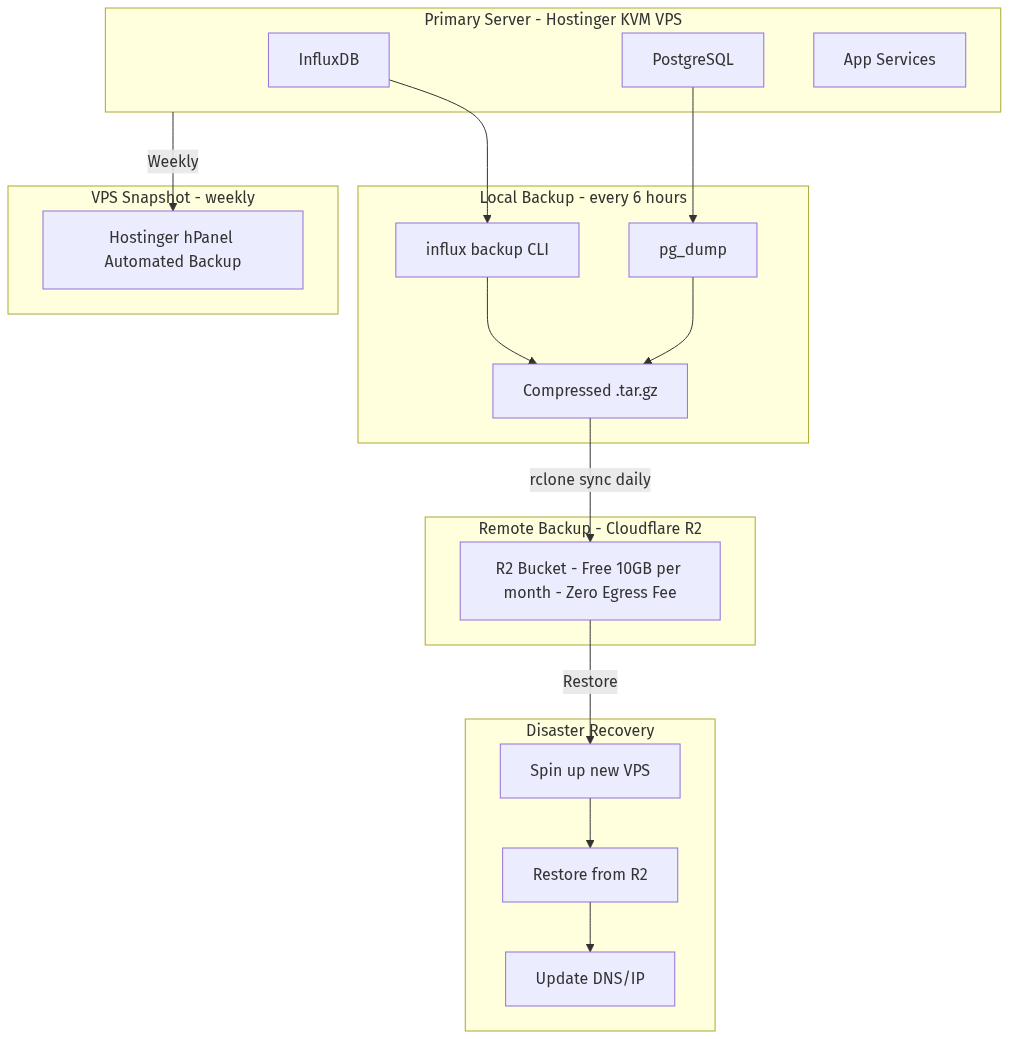 Primary Server - Hostinger KVM VPS
InfluxDB
PostgreSQL
App Services
Weekly
VPS Snapshot - weekly
Hostinger hPanel
Automated Backup
Local Backup - every 6 hours
influx backup CLI
pg_dump
Compressed .tar.gz
rclone sync daily
Remote Backup - Cloudflare R2
R2 Bucket - Free 10GB per
month - Zero Egress Fee
Restore
Disaster Recovery
Spin up new VPS
Restore from R2
Update DNS/IP